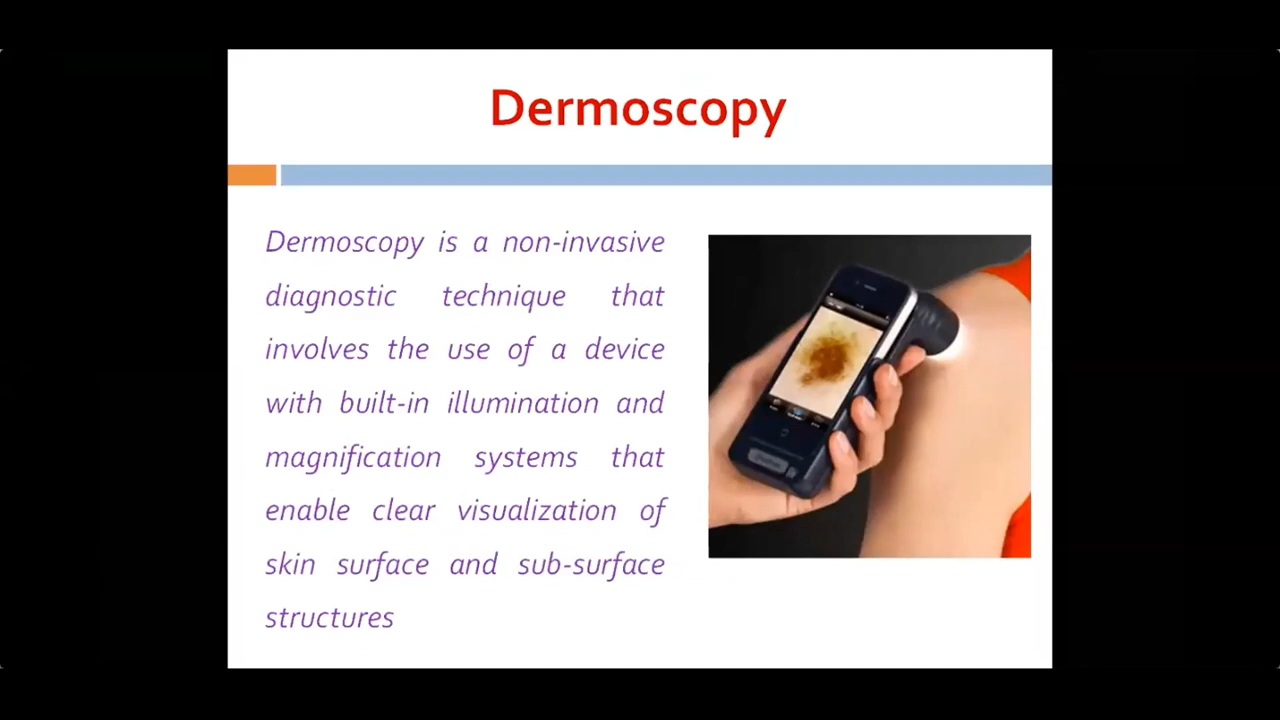 Dermoscopy
Dermoscopy is a non-invasive
diagnostic technique that
involves the use of a device
with built-in illumination and
magnification systems that
enable clear visualization of
skin surface and sub-surface
structures